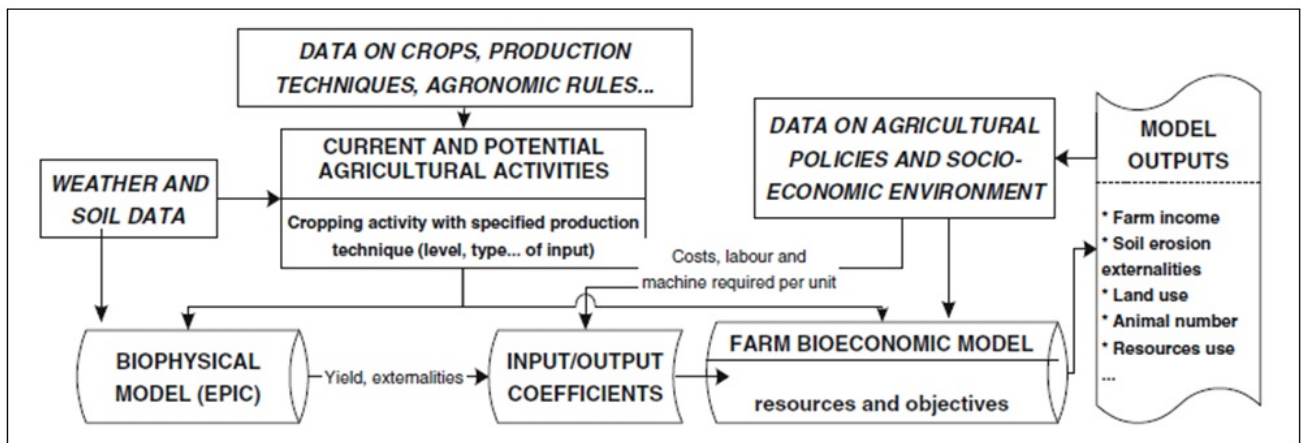 DATA ON CROPS, PRODUCTION
TECHNIQUES, AGRONOMIC RULES...
CURRENT AND POTENTIAL
AGRICULTURAL ACTIVITIES
Cropping activity with specified production
technique (level, type... of input)
WEATHER AND
SOIL DATA
DATA ON AGRICULTURAL
POLICIES AND SOCIO-
ECONOMIC ENVIRONMENT
MODEL
OUTPUTS
* Farm income
* Soil erosion
externalities
* Land use
* Animal number
* Resources use
...
Costs, labour and
machine required per unit
BIOPHYSICAL
MODEL (EPIC)
Yield, externalities
INPUT/OUTPUT
COEFFICIENTS
FARM BIOECONOMIC MODEL
resources and objectives